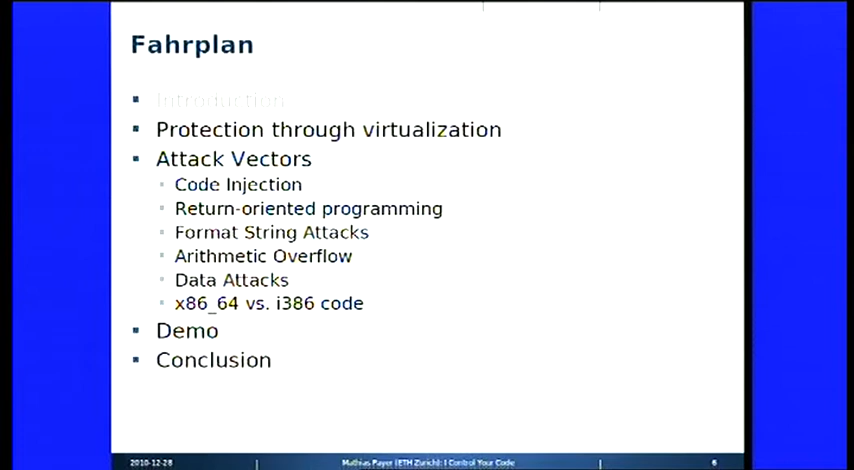 Fahrplan
Introduction
Protection through virtualization
Attack Vectors
Code Injection
Return-oriented programming
Format String Attacks
Arithmetic Overflow
Data Attacks
x86_64 vs. i386 code
Demo
Conclusion
2010-12-28 Mathias Payer (ETH Zurich): I Control Your Code 6